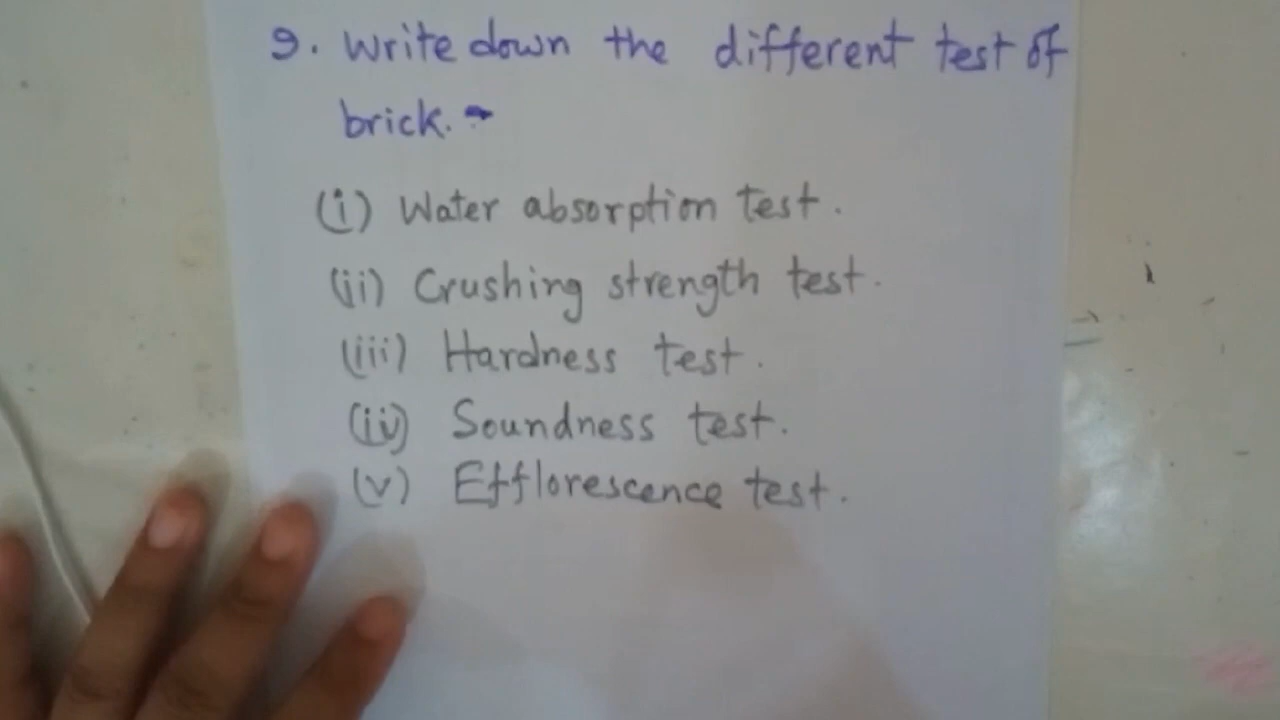 9. Write down the different test of
brick.
(i) Water absorption test.
(ii) Crushing strength test.
(iii) Hardness test.
(iv) Soundness test.
(v) Efflorescence test.